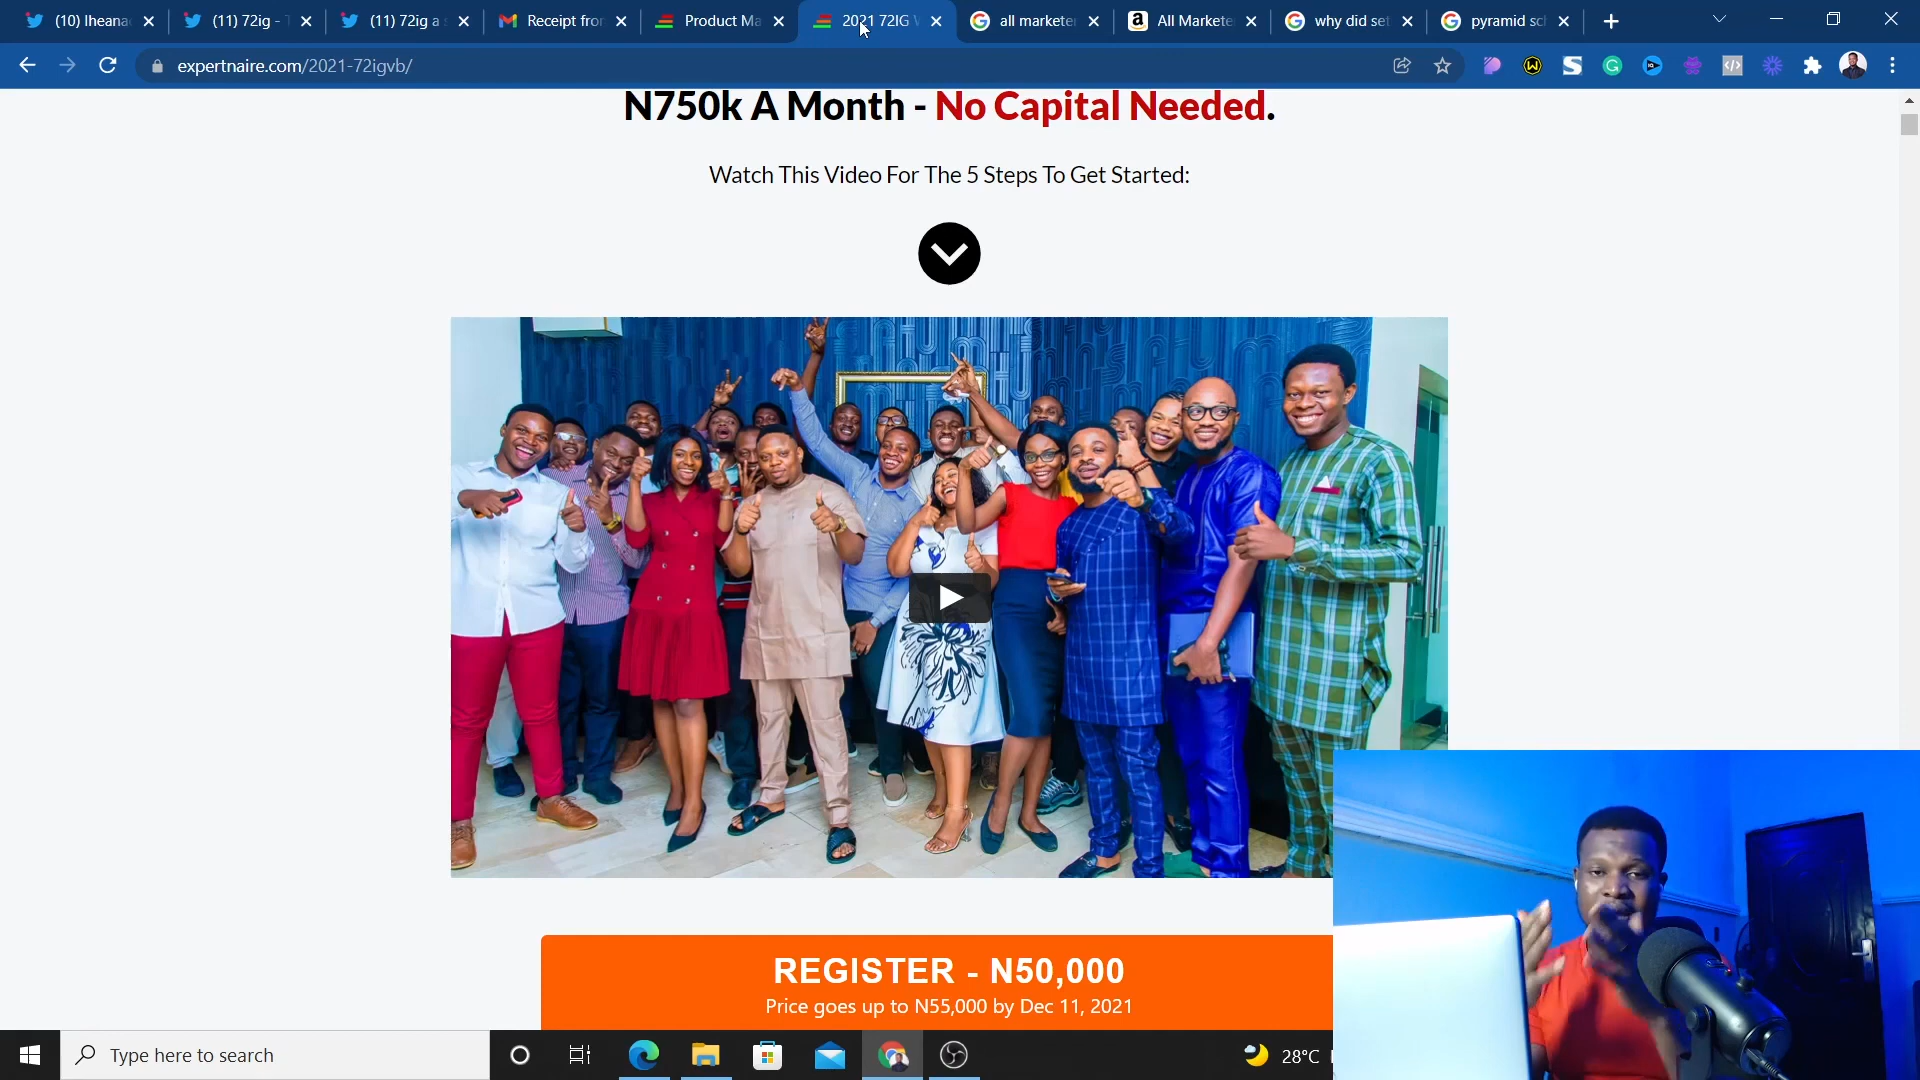 (10) Iheana
(11) 72ig -
(11) 72ig a s
Receipt from
Product Ma
2021 72IG
all markete
All Markete
why did set
pyramid sc
expertnaire.com/2021-72igvb/
N750k A Month - No Capital Needed.
Watch This Video For The 5 Steps To Get Started:
REGISTER - N50,000
Price goes up to N55,000 by Dec 11, 2021
Type here to search
28°C